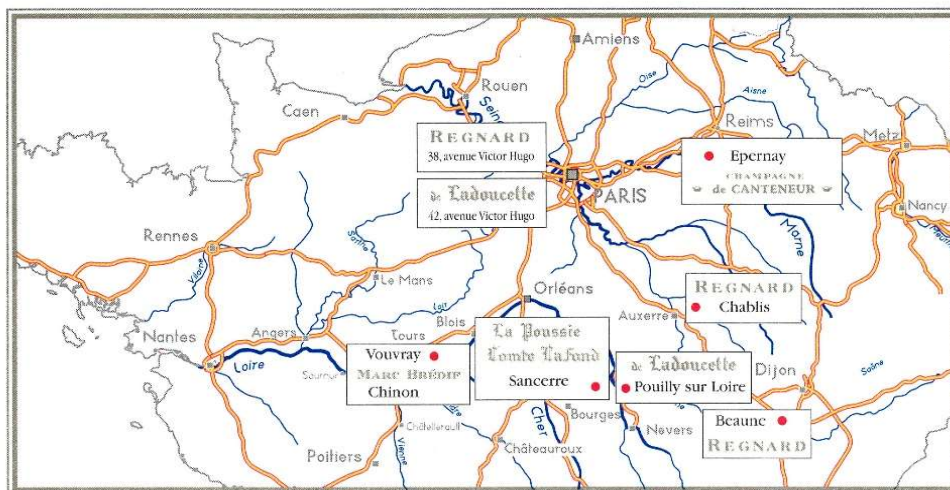 Amiens
Oise
Aisne
Rouen
Seine
Caen
Reims
Metz
REGNARD
38, avenue Victor Hugo
Epernay
CHAMPAGNE
de CANTENEUR
PARIS
de Ladoucette
42, avenue Victor Hugo
Nancy
Marne
Rennes
Vilaine
Sarthe
Le Mans
REGNARD
Chablis
Orléans
Loir
Auxerre
Blois
Tours
Nantes
Angers
Loire
Saumur
Vouvray
MARC BRÉDIF
Chinon
La Poussie
Comte Lafond
Sancerre
de Ladoucette
Pouilly sur Loire
Dijon
Saône
Beaune
REGNARD
Bourges
Cher
Nevers
Châtellerault
Vienne
Châteauroux
Poitiers